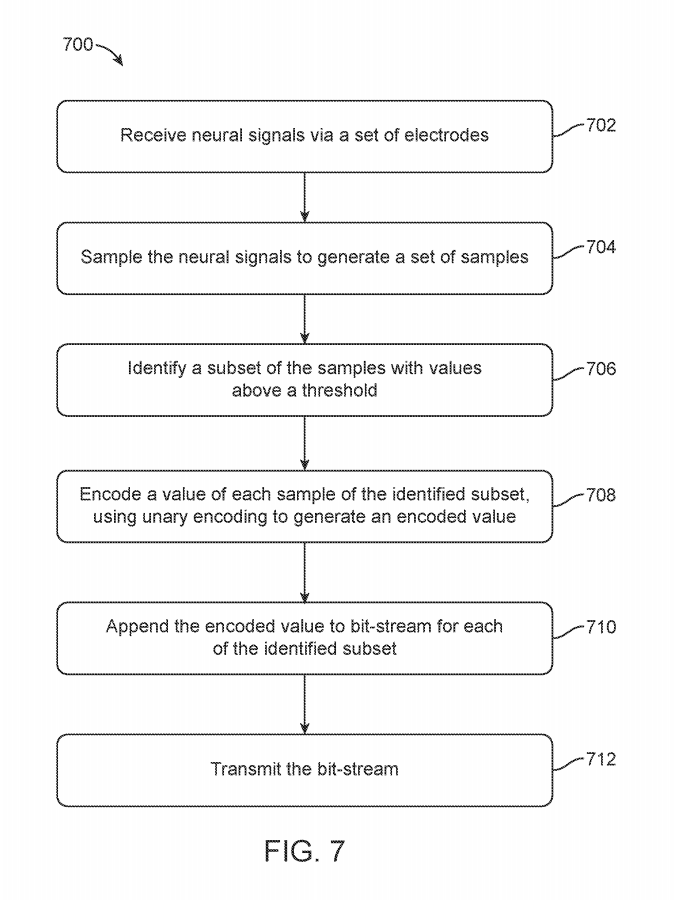 700
Receive neural signals via a set of electrodes
702
Sample the neural signals to generate a set of samples
704
Identify a subset of the samples with values
above a threshold
706
Encode a value of each sample of the identified subset,
using unary encoding to generate an encoded value
708
Append the encoded value to bit-stream for each
of the identified subset
710
Transmit the bit-stream
712
FIG. 7